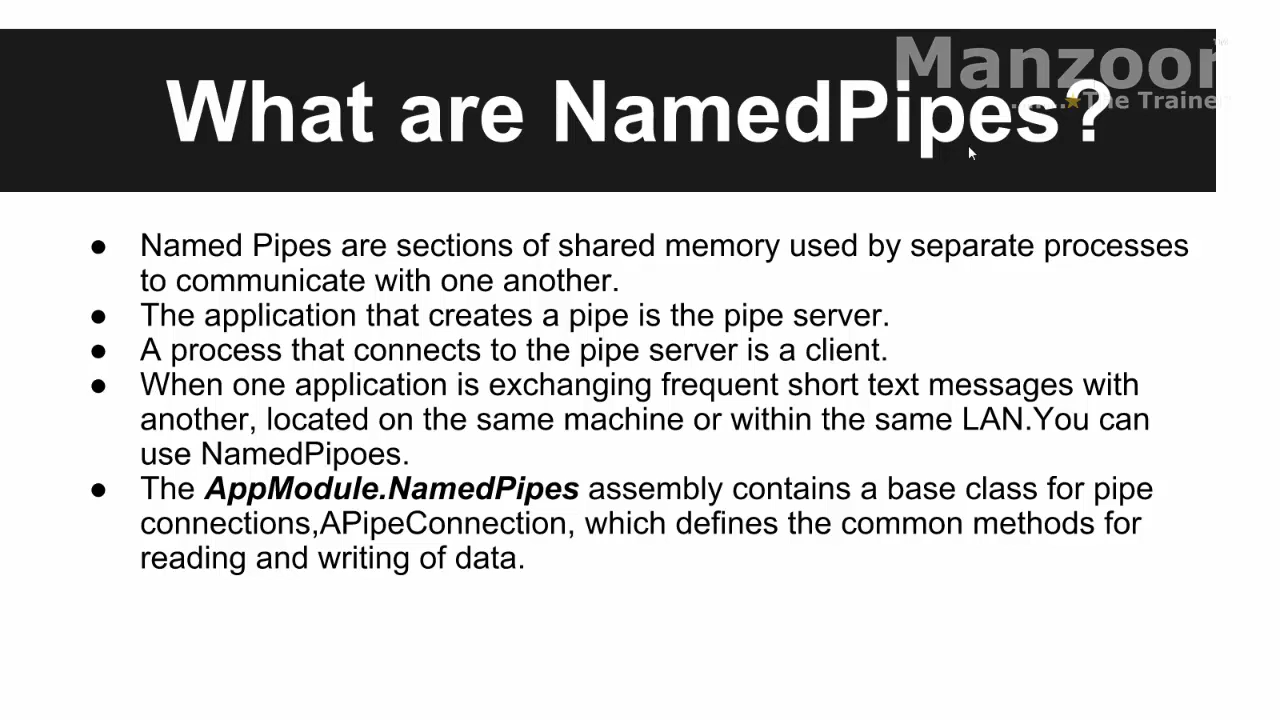 What are NamedPipes?
Manzoor
The Trainer
● Named Pipes are sections of shared memory used by separate processes
to communicate with one another.
● The application that creates a pipe is the pipe server.
● A process that connects to the pipe server is a client.
● When one application is exchanging frequent short text messages with
another, located on the same machine or within the same LAN.You can
use NamedPipoes.
● The AppModule.NamedPipes assembly contains a base class for pipe
connections,APipeConnection, which defines the common methods for
reading and writing of data.